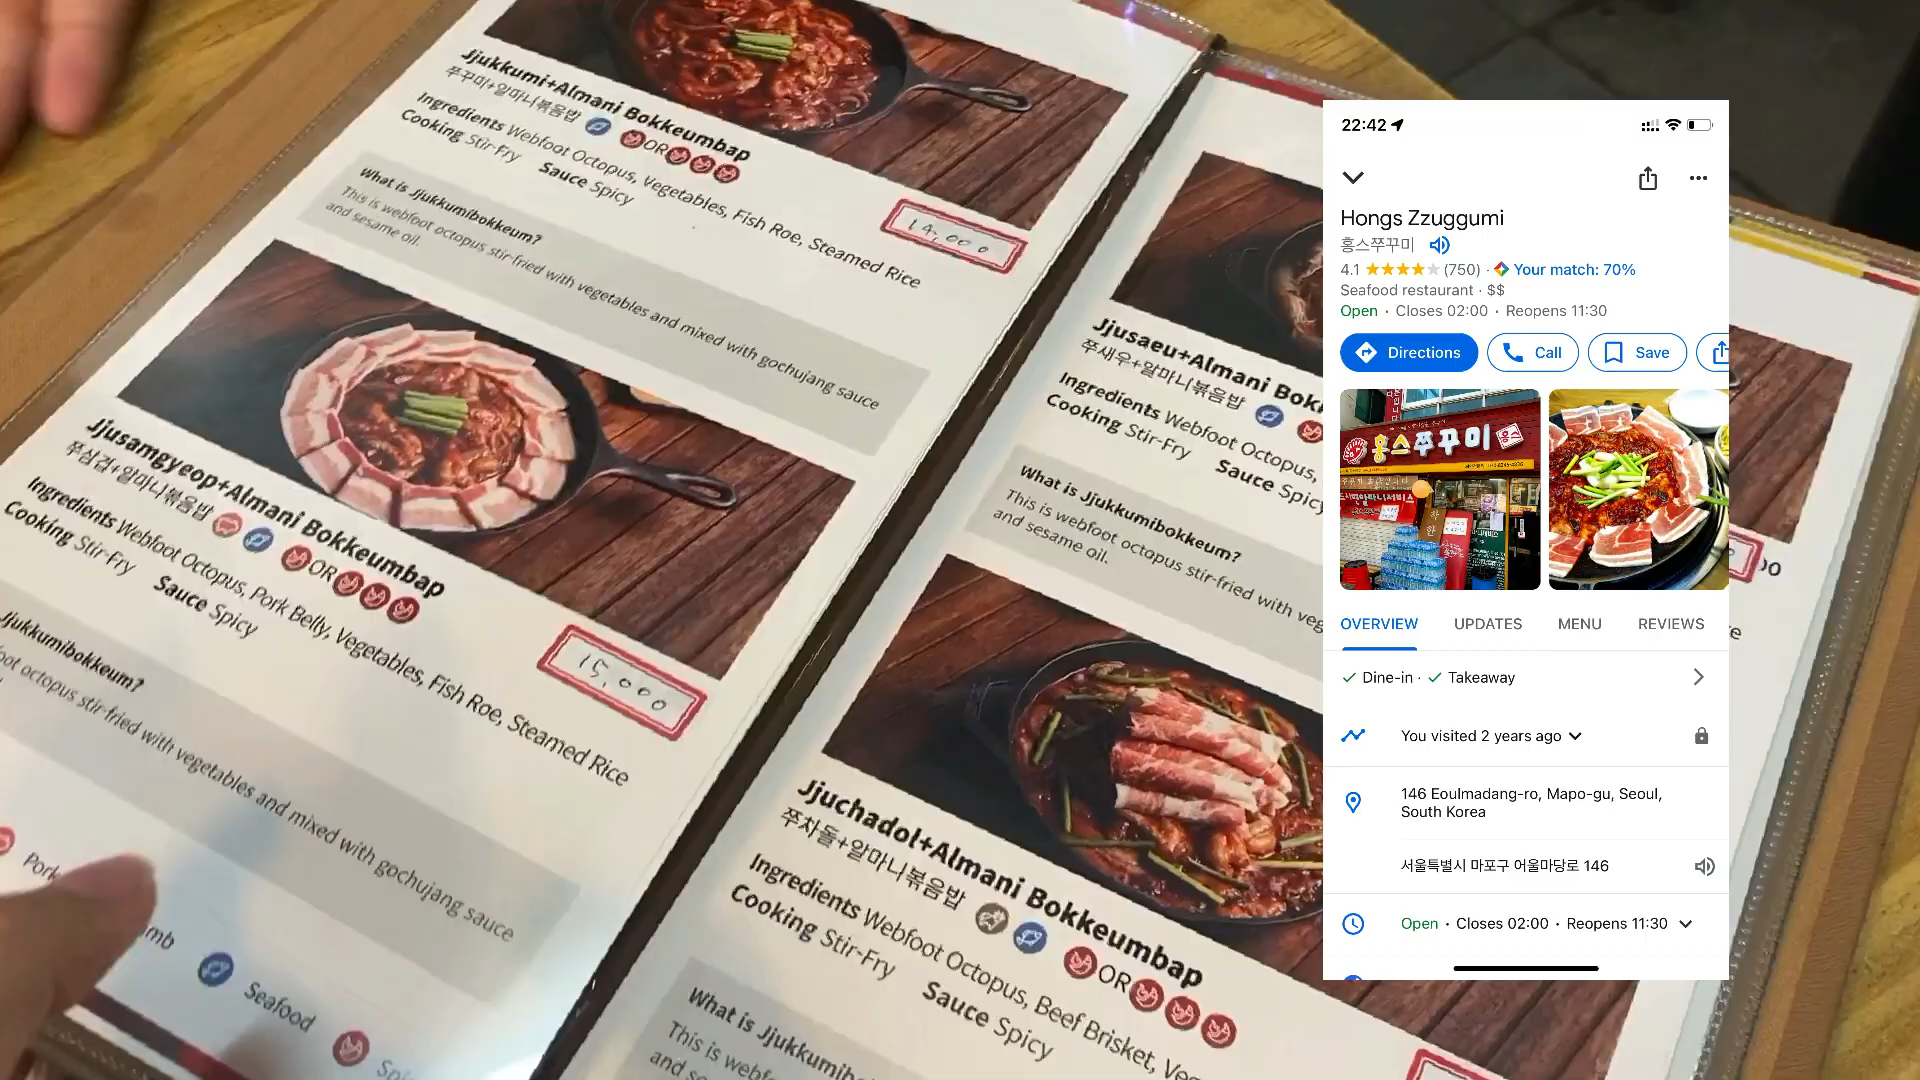 Jjukkumi+Almani Bokkeumbap
쭈꾸미+알마니볶음밥 OR
Ingredients Webfoot Octopus, Vegetables, Fish Roe, Steamed Rice
Cooking Stir-Fry Sauce Spicy
14,000
What is Jjukkumibokkeum?
This is webfoot octopus stir-fried with vegetables and mixed with gochujang sauce
and sesame oil.
Jjusamgyeop+Almani Bokkeumbap
쭈삼겹+알마니볶음밥 OR
Ingredients Webfoot Octopus, Pork Belly, Vegetables, Fish Roe, Steamed Rice
Cooking Stir-Fry Sauce Spicy
15,000
Jjukkumibokkeum?
octopus stir-fried with vegetables and mixed with gochujang sauce
Pork
Seafood
Jjusaeu+Almani
쭈새우+알마니볶음밥
Ingredients Webfoot Octopus,
Cooking Stir-Fry Sauce Spicy
What is Jjukkumibokkeum?
This is webfoot octopus stir-fried with
and sesame oil.
Jjuchadol+Almani Bokkeumbap
쭈차돌+알마니볶음밥 OR
Ingredients Webfoot Octopus, Beef Brisket,
Cooking Stir-Fry Sauce Spicy
What is
This is
and
22:42
Hongs Zzuggumi
홍스쭈꾸미
4.1 (750) · Your match: 70%
Seafood restaurant · $$
Open · Closes 02:00 · Reopens 11:30
Directions Call Save
홍스쭈꾸미
OVERVIEW UPDATES MENU REVIEWS
Dine-in · Takeaway
You visited 2 years ago
146 Eoulmadang-ro, Mapo-gu, Seoul,
South Korea
서울특별시 마포구 어울마당로 146
Open · Closes 02:00 · Reopens 11:30